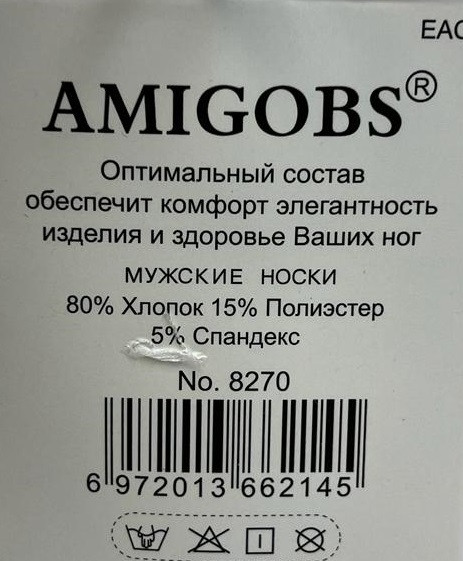 EAC
AMIGOBS®
Оптимальный состав
обеспечит комфорт элегантность
изделия и здоровье Ваших ног
МУЖСКИЕ НОСКИ
80% Хлопок 15% Полиэстер
5% Спандекс
No. 8270
6 972013 662145